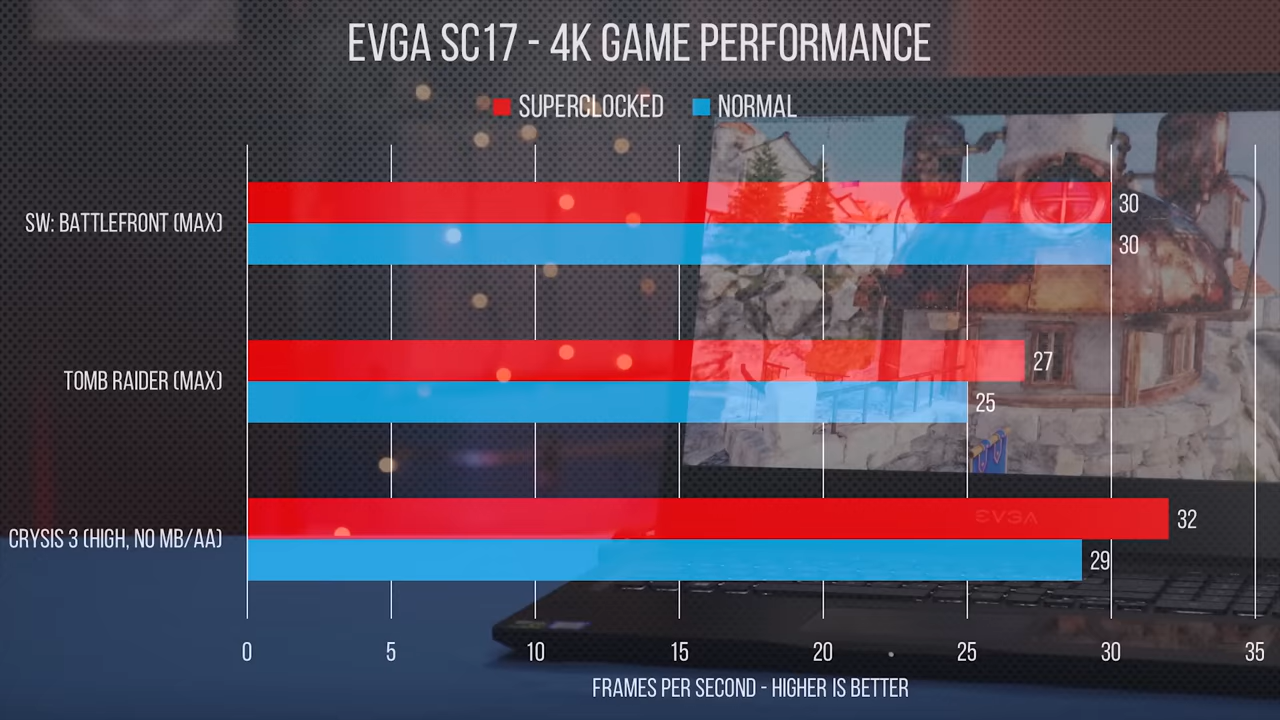 EVGA SC17 - 4K GAME PERFORMANCE
SUPERCLOCKED NORMAL
SW: BATTLEFRONT (MAX)
30
30
TOMB RAIDER (MAX)
27
25
CRYSIS 3 (HIGH, NO MB/AA)
32
29
EVGA
0 5 10 15 20 25 30 35
FRAMES PER SECOND - HIGHER IS BETTER